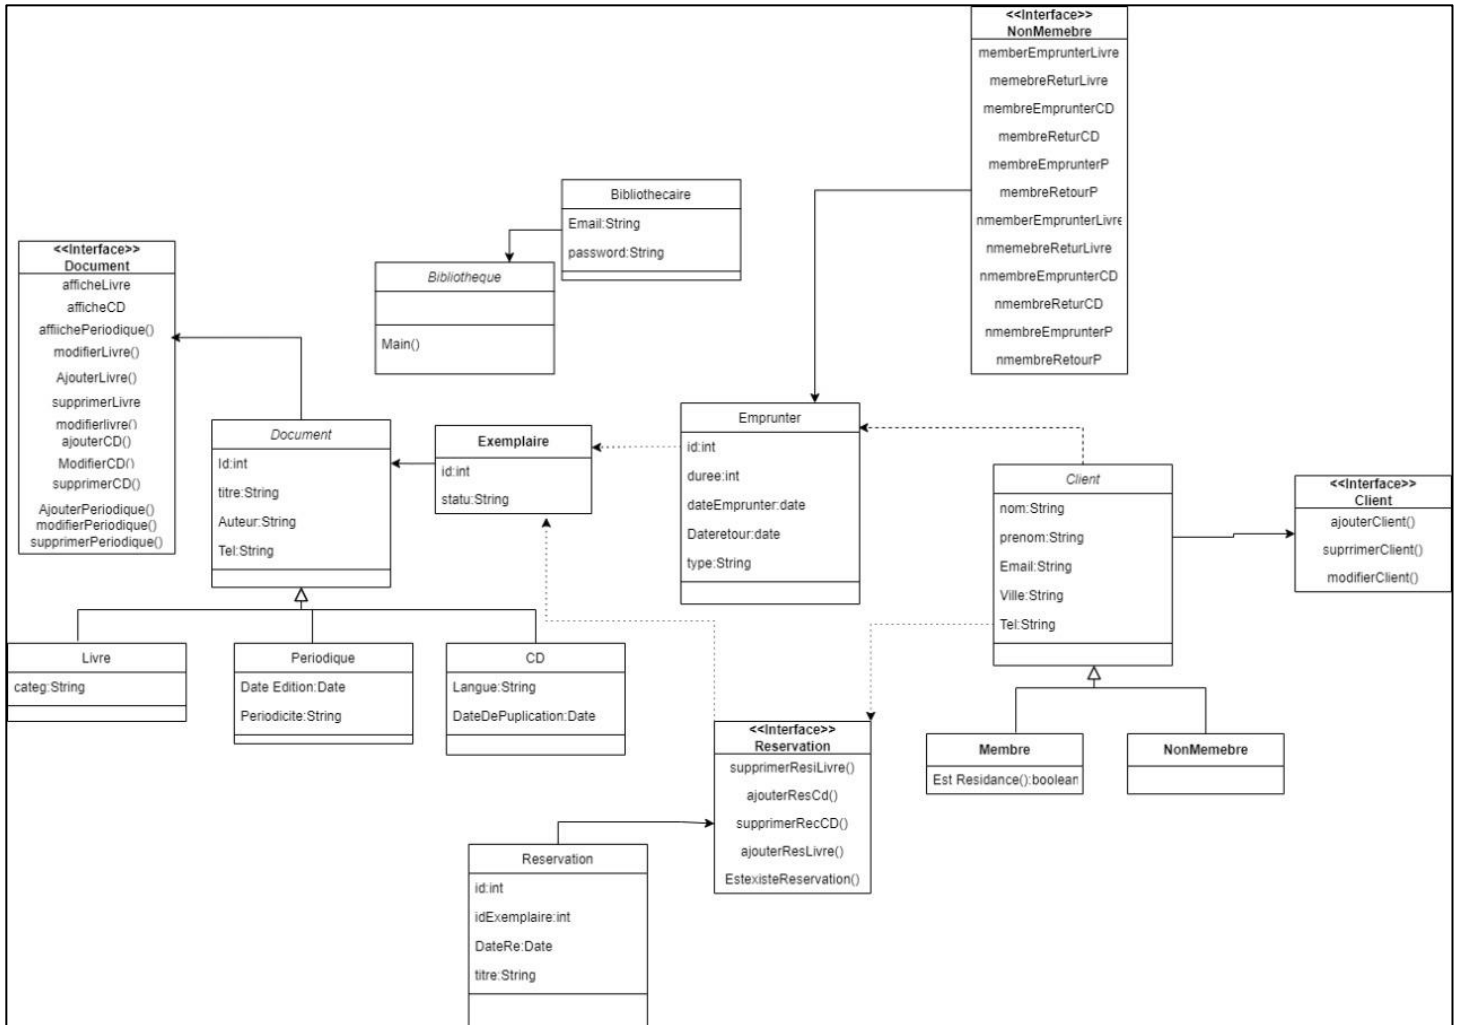 <<Interface>>
NonMemebre
memberEmprunterLivre
memebreReturLivre
membreEmprunterCD
membreReturCD
membreEmprunterP
membreRetourP
nmemberEmprunterLivre
nmemebreReturLivre
nmembreEmprunterCD
nmembreReturCD
nmembreEmprunterP
nmembreRetourP
Bibliothecaire
Email:String
password:String
Bibliotheque
Main()
<<Interface>>
Document
afficheLivre
afficheCD
affiichePeriodique()
modifierLivre()
AjouterLivre()
supprimerLivre
modifierlivre()
ajouterCD()
ModifierCD()
supprimerCD()
AjouterPeriodique()
modifierPeriodique()
supprimerPeriodique()
Document
Id:int
titre:String
Auteur:String
Tel:String
Exemplaire
id:int
statu:String
Emprunter
id:int
duree:int
dateEmprunter:date
Dateretour:date
type:String
Client
nom:String
prenom:String
Email:String
Ville:String
Tel:String
<<Interface>>
Client
ajouterClient()
suprrimerClient()
modifierClient()
Livre
categ:String
Periodique
Date Edition:Date
Periodicite:String
CD
Langue:String
DateDePuplication:Date
<<Interface>>
Reservation
supprimerResiLivre()
ajouterResCd()
supprimerRecCD()
ajouterResLivre()
EstexisteReservation()
Membre
Est Residance():boolean
NonMemebre
Reservation
id:int
idExemplaire:int
DateRe:Date
titre:String